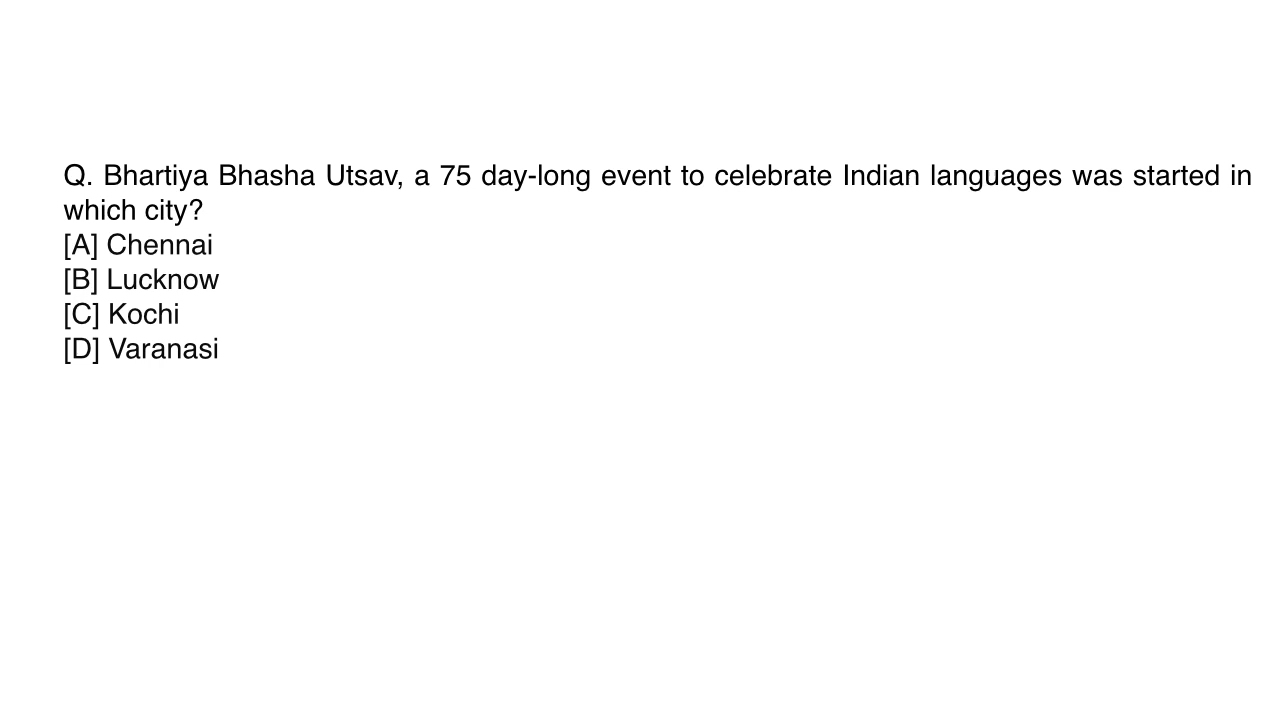 Q. Bhartiya Bhasha Utsav, a 75 day-long event to celebrate Indian languages was started in
which city?
[A] Chennai
[B] Lucknow
[C] Kochi
[D] Varanasi